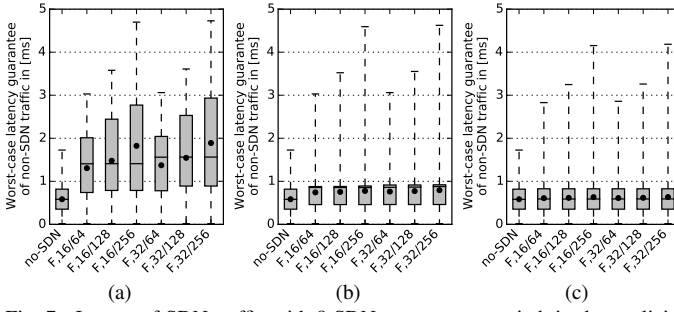 Worst-case latency guarantee
of non-SDN traffic in [ms]
5
4
3
2
1
0
no-SDN
F,16/64
F,16/128
F,16/256
F,32/64
F,32/128
F,32/256
(a)
Worst-case latency guarantee
of non-SDN traffic in [ms]
5
4
3
2
1
0
no-SDN
F,16/64
F,16/128
F,16/256
F,32/64
F,32/128
F,32/256
(b)
Worst-case latency guarantee
of non-SDN traffic in [ms]
5
4
3
2
1
0
no-SDN
F,16/64
F,16/128
F,16/256
F,32/64
F,32/128
F,32/256
(c)